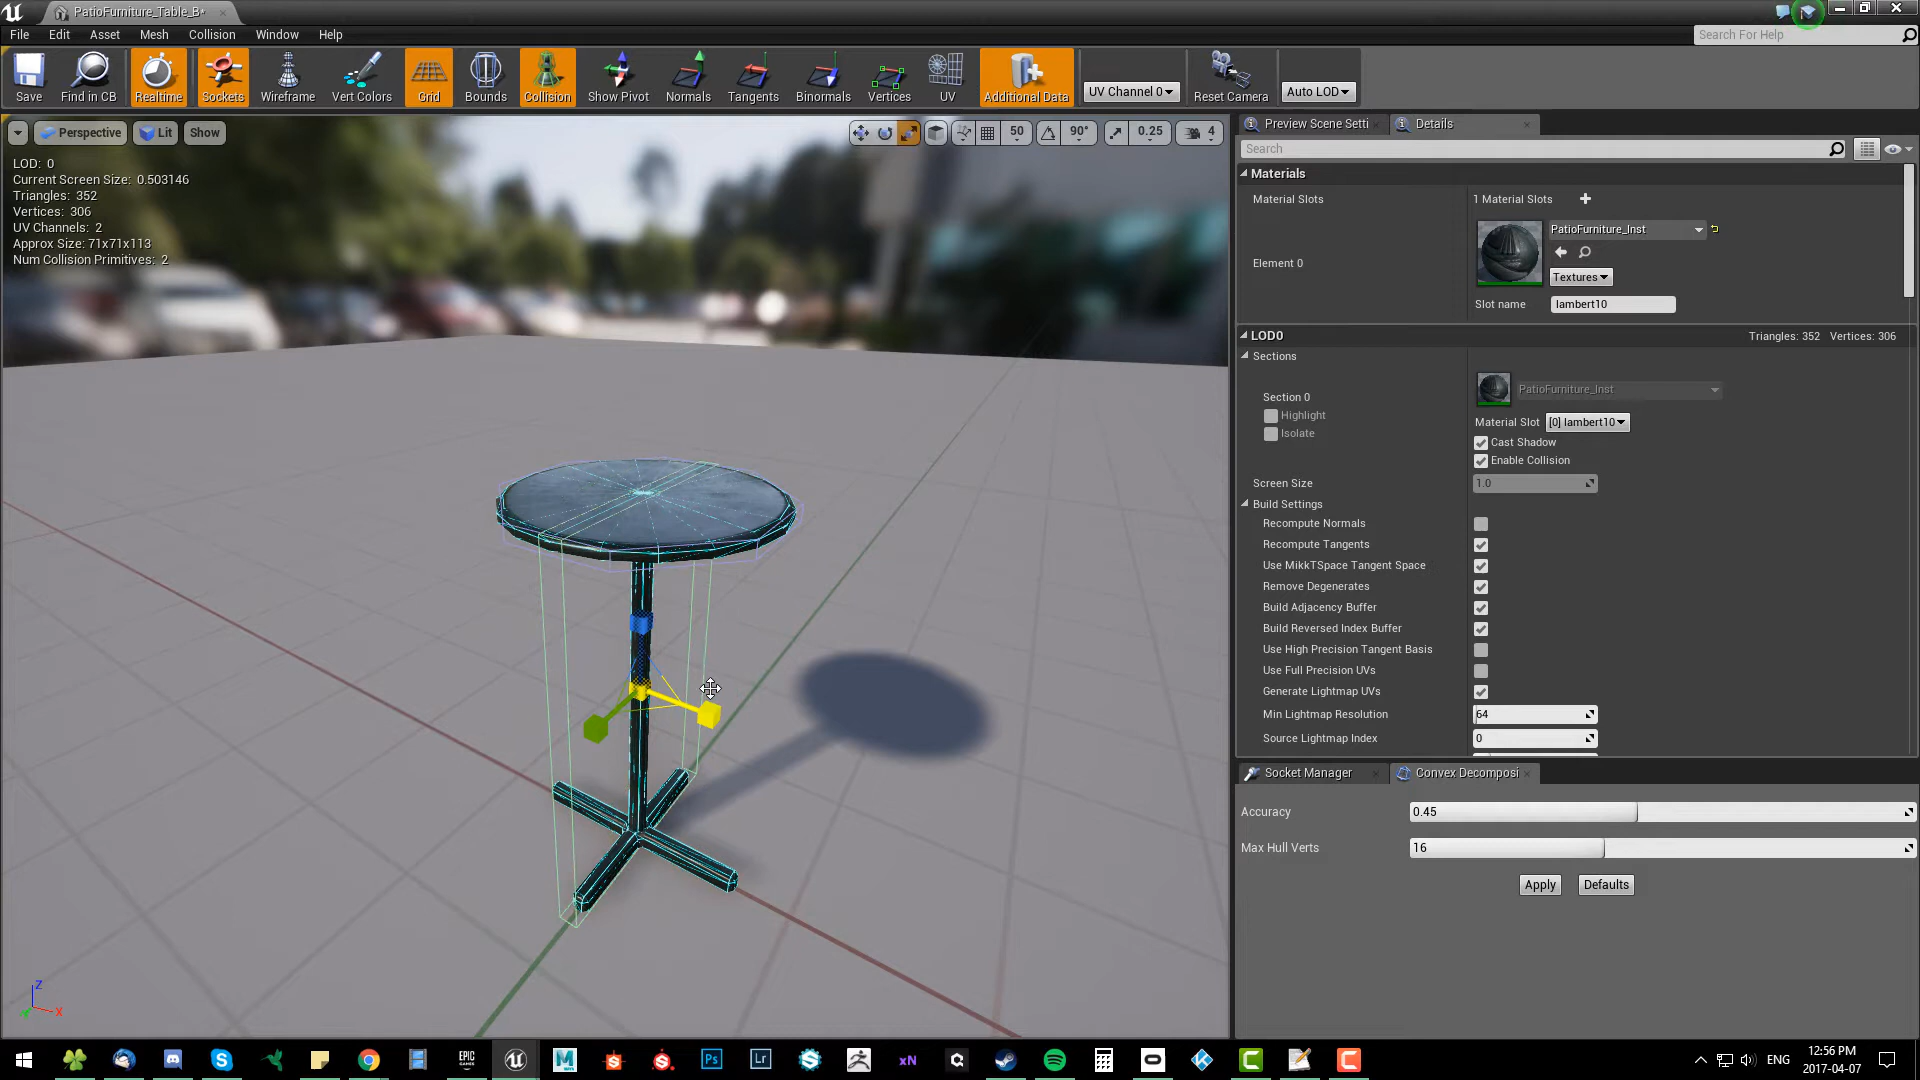 PatioFurniture_Table_B*
File Edit Asset Mesh Collision Window Help
Search For Help
Save Find in CB Realtime Sockets Wireframe Vert Colors Grid Bounds Collision Show Pivot Normals Tangents Binormals Vertices UV Additional Data UV Channel 0 Reset Camera Auto LOD
Perspective Lit Show 50 90° 0.25 4
LOD: 0
Current Screen Size: 0.503146
Triangles: 352
Vertices: 306
UV Channels: 2
Approx Size: 71x71x113
Num Collision Primitives: 2
Z
X
Preview Scene Setti Details
Search
Materials
Material Slots 1 Material Slots
PatioFurniture_Inst
Element 0
Textures
Slot name lambert10
LOD0 Triangles: 352 Vertices: 306
Sections
PatioFurniture_Inst
Section 0
Highlight
Isolate
Material Slot [0] lambert10
Cast Shadow
Enable Collision
Screen Size 1.0
Build Settings
Recompute Normals
Recompute Tangents
Use MikkTSpace Tangent Space
Remove Degenerates
Build Adjacency Buffer
Build Reversed Index Buffer
Use High Precision Tangent Basis
Use Full Precision UVs
Generate Lightmap UVs
Min Lightmap Resolution 64
Source Lightmap Index 0
Socket Manager Convex Decomposi
Accuracy 0.45
Max Hull Verts 16
Apply Defaults
EPIC GAMES
M
Ps
Lr
xN
ENG
12:56 PM
2017-04-07